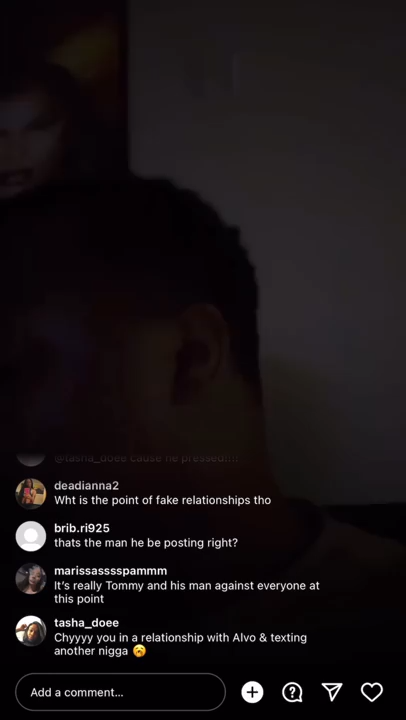 @tasha_doee cause he pressed....
deadianna2
Wht is the point of fake relationships tho
brib.ri925
thats the man he be posting right?
marissasssspammm
It's really Tommy and his man against everyone at
this point
tasha_doee
Chyyyy you in a relationship with Alvo & texting
another nigga 😪
Add a comment...